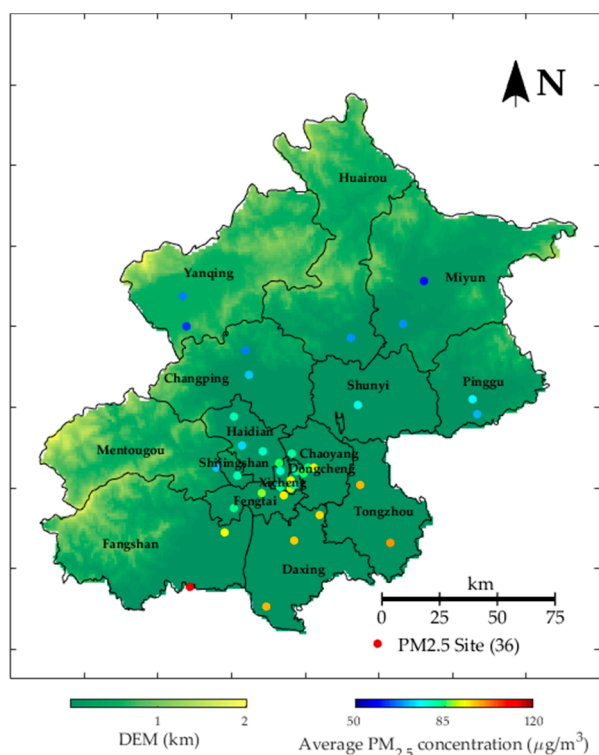 N
Huairou
Yanqing
Miyun
Changping
Shunyi
Pinggu
Haidian
Mentougou
Chaoyang
Shijingshan
Dongcheng
Xicheng
Fengtai
Tongzhou
Fangshan
Daxing
km
0 25 50 75
PM2.5 Site (36)
1 2
DEM (km)
50 85 120
Average PM2.5 concentration (μg/m³)